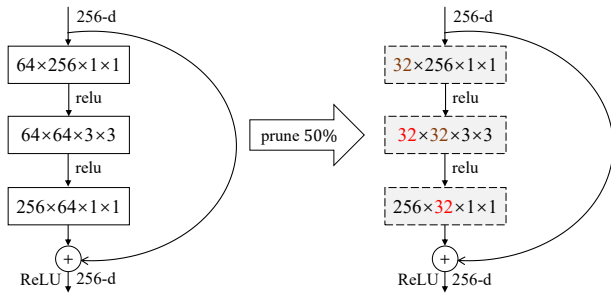 256-d
64×256×1×1
relu
64×64×3×3
relu
256×64×1×1
+
ReLU
256-d
prune 50%
256-d
32×256×1×1
relu
32×32×3×3
relu
256×32×1×1
+
ReLU
256-d